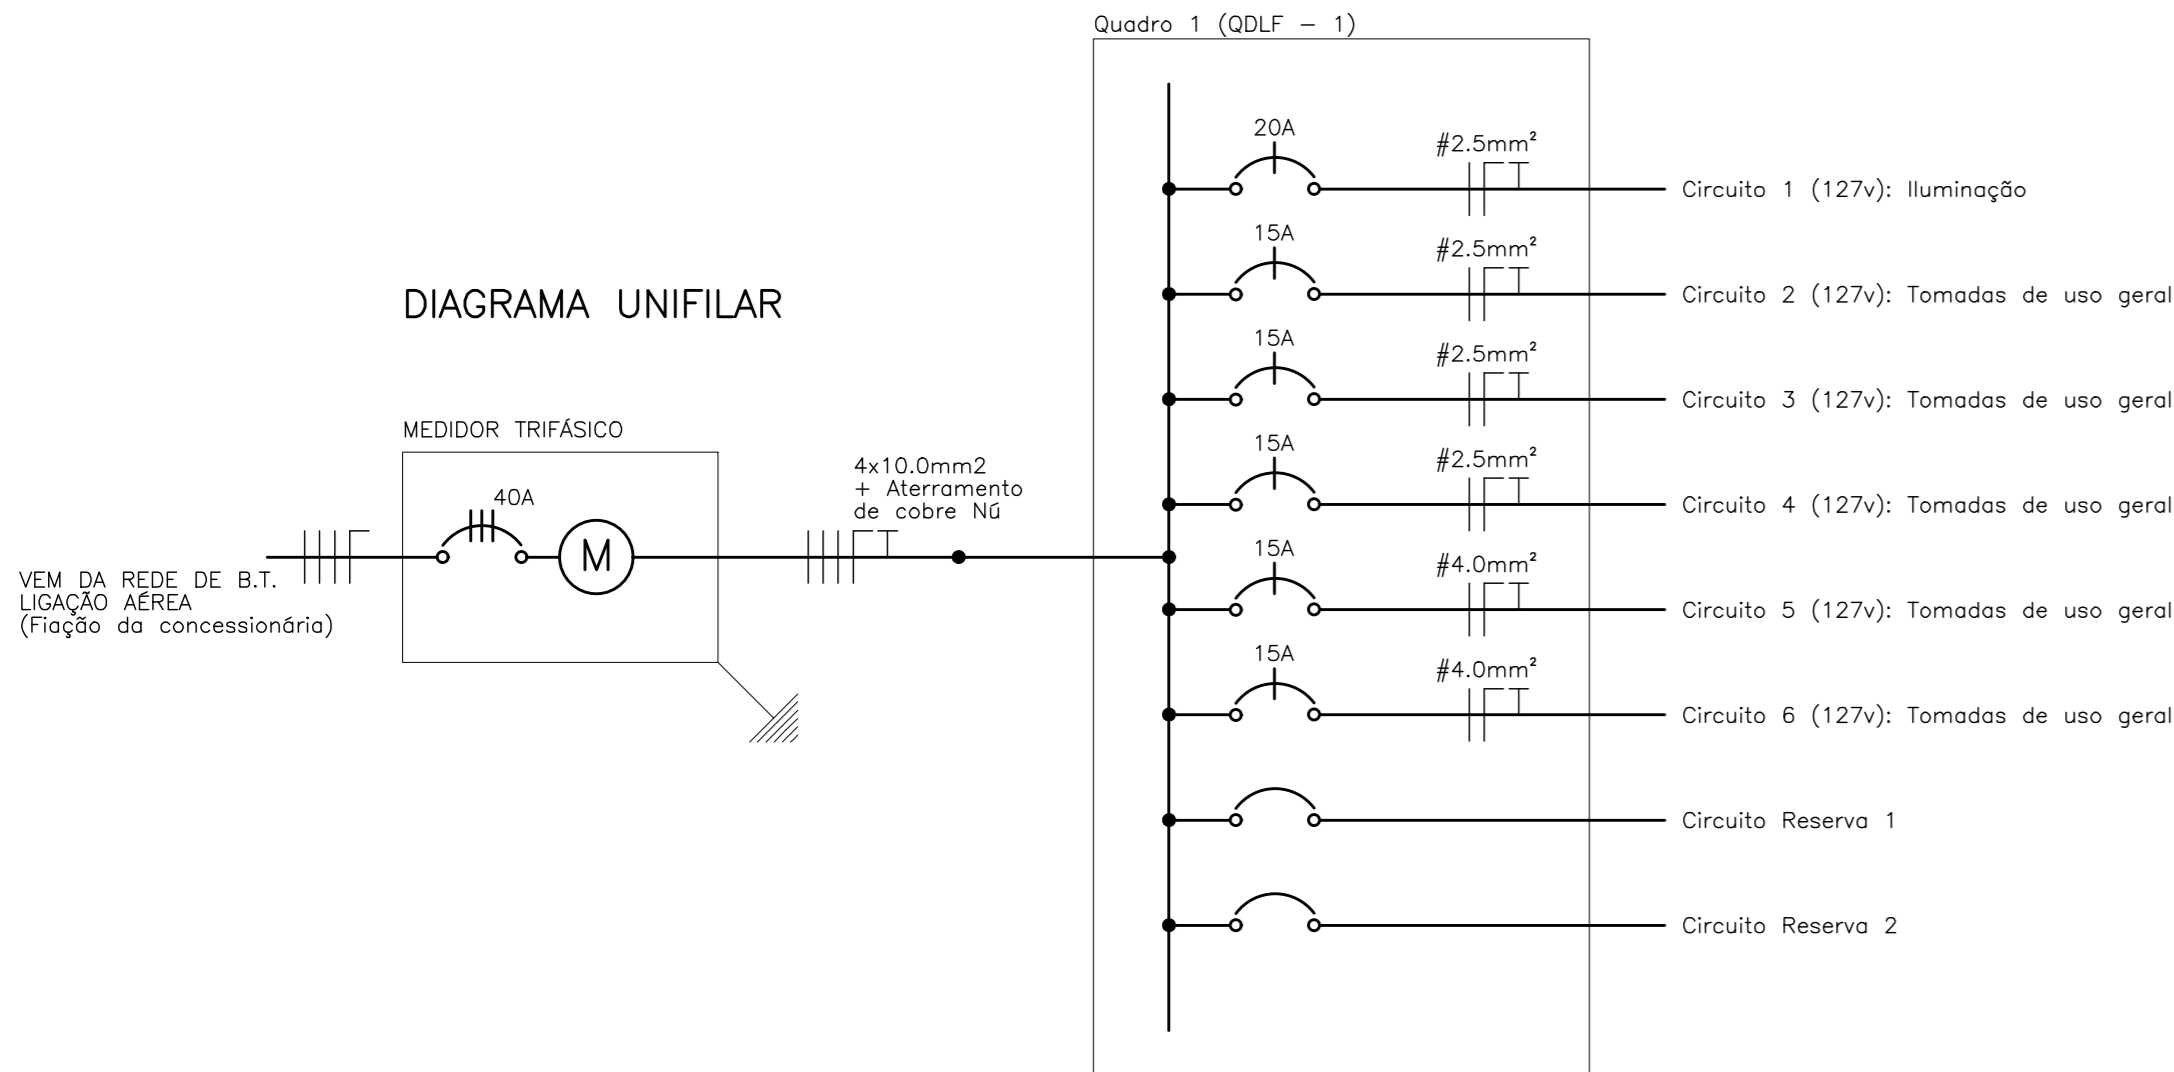 Quadro 1 (QDLF - 1)
20A
#2.5mm²
Circuito 1 (127v): Iluminação
15A
#2.5mm²
Circuito 2 (127v): Tomadas de uso geral
DIAGRAMA UNIFILAR
15A
#2.5mm²
Circuito 3 (127v): Tomadas de uso geral
MEDIDOR TRIFÁSICO
40A
M
VEM DA REDE DE B.T.
LIGAÇÃO AÉREA
(Fiação da concessionária)
4x10.0mm2
+ Aterramento
de cobre Nú
15A
#2.5mm²
Circuito 4 (127v): Tomadas de uso geral
15A
#4.0mm²
Circuito 5 (127v): Tomadas de uso geral
15A
#4.0mm²
Circuito 6 (127v): Tomadas de uso geral
Circuito Reserva 1
Circuito Reserva 2